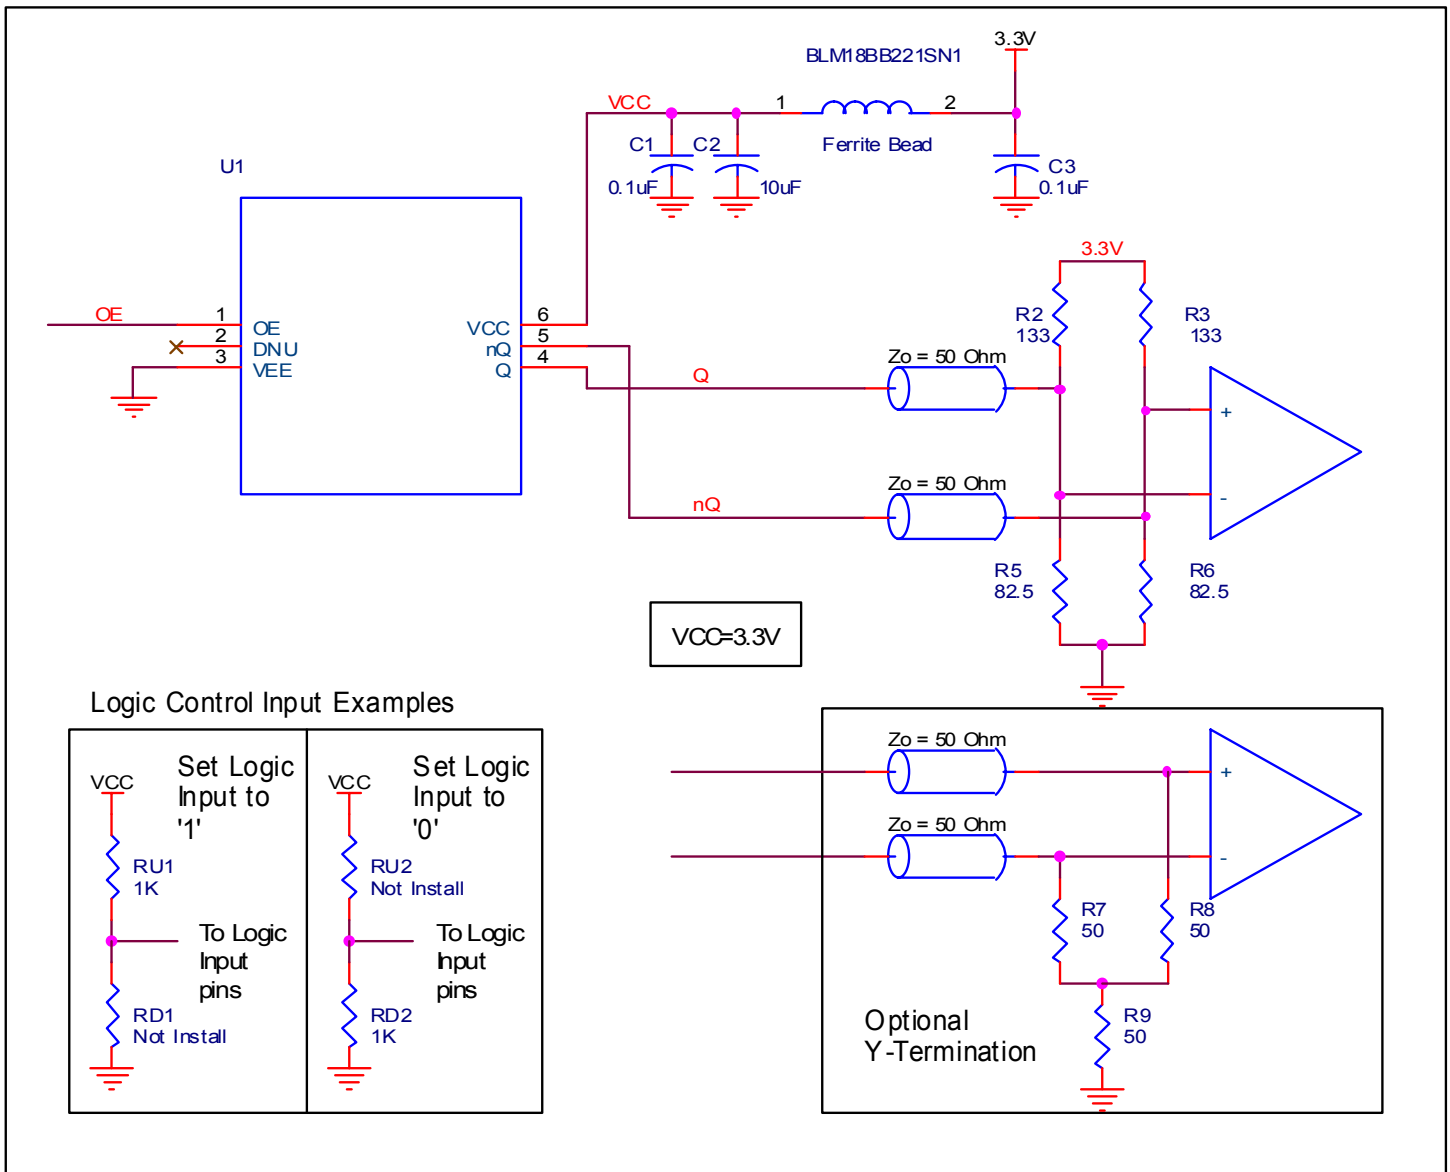 3.3V
BLM18BB221SN1
VCC
1
2
C1
C2
Ferrite Bead
C3
0.1uF
10uF
0.1uF
U1
3.3V
R2
133
R3
133
OE
1
2
3
OE
DNU
VEE
VCC
nQ
Q
6
5
4
Zo = 50 Ohm
Q
+
Zo = 50 Ohm
nQ
-
R5
82.5
R6
82.5
VCC=3.3V
Logic Control Input Examples
VCC
Set Logic
Input to
'1'
RU1
1K
To Logic
Input
pins
RD1
Not Install
VCC
Set Logic
Input to
'0'
RU2
Not Install
To Logic
Input
pins
RD2
1K
Zo = 50 Ohm
+
Zo = 50 Ohm
-
R7
50
R8
50
R9
50
Optional
Y-Termination